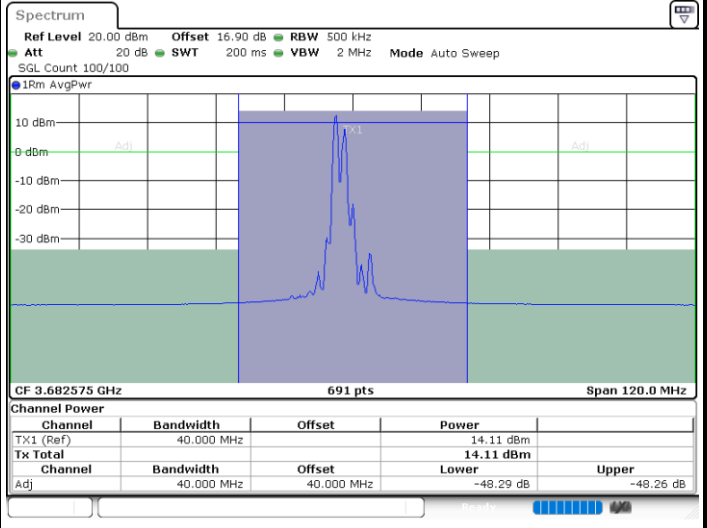 Spectrum
Ref Level 20.00 dBm Offset 16.90 dB RBW 500 kHz
Att 20 dB SWT 200 ms VBW 2 MHz Mode Auto Sweep
SGL Count 100/100
1Rm AvgPwr
10 dBm
TX1
Adj Adj
0 dBm
-10 dBm
-20 dBm
-30 dBm
CF 3.682575 GHz 691 pts Span 120.0 MHz
Channel Power
Channel Bandwidth Offset Power
TX1 (Ref) 40.000 MHz 14.11 dBm
Tx Total 14.11 dBm
Channel Bandwidth Offset Lower Upper
Adj 40.000 MHz 40.000 MHz -48.29 dB -48.26 dB
Ready